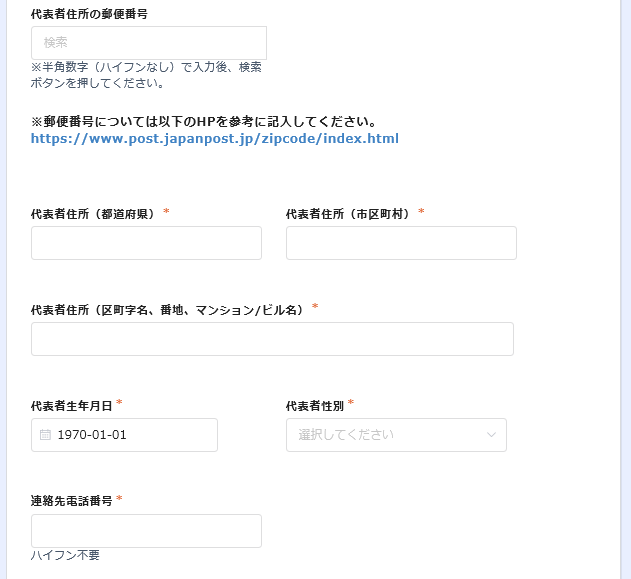 代表者住所の郵便番号
検索
※半角数字（ハイフンなし）で入力後、検索
ボタンを押してください。
※郵便番号については以下のHPを参考に記入してください。
https://www.post.japanpost.jp/zipcode/index.html
代表者住所（都道府県） *
代表者住所（市区町村） *
代表者住所（区町字名、番地、マンション/ビル名） *
代表者生年月日 *
代表者性別 *
1970-01-01
選択してください
連絡先電話番号 *
ハイフン不要